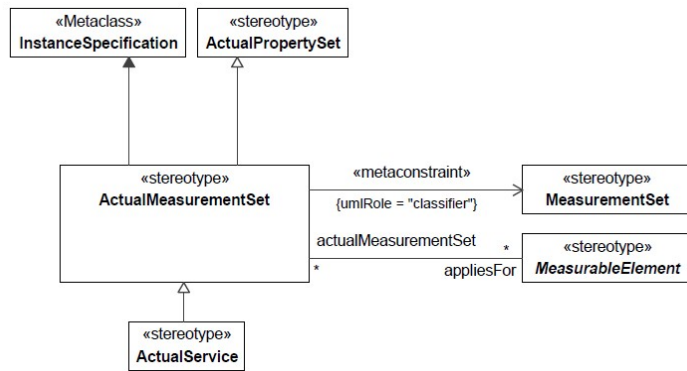 «Metaclass»
InstanceSpecification
«stereotype»
ActualPropertySet
«stereotype»
ActualMeasurementSet
«metaconstraint»
{umlRole = "classifier"}
«stereotype»
MeasurementSet
actualMeasurementSet
*
*
appliesFor
«stereotype»
MeasurableElement
«stereotype»
ActualService